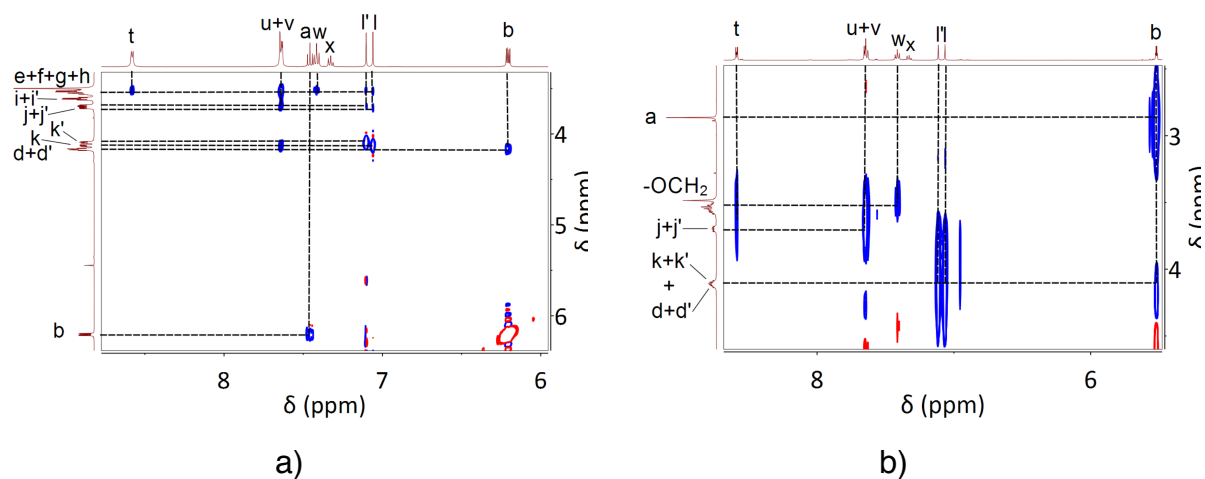 t u+v a w x l' l b
e+f+g+h
i+i'
j+j'
k k'
d+d'
b
4
5
6
δ (ppm)
8 7 6
δ (ppm)
a)
t u+v w x l' l b
a
-OCH₂
j+j'
k+k'
+
d+d'
3
4
δ (ppm)
8 6
δ (ppm)
b)